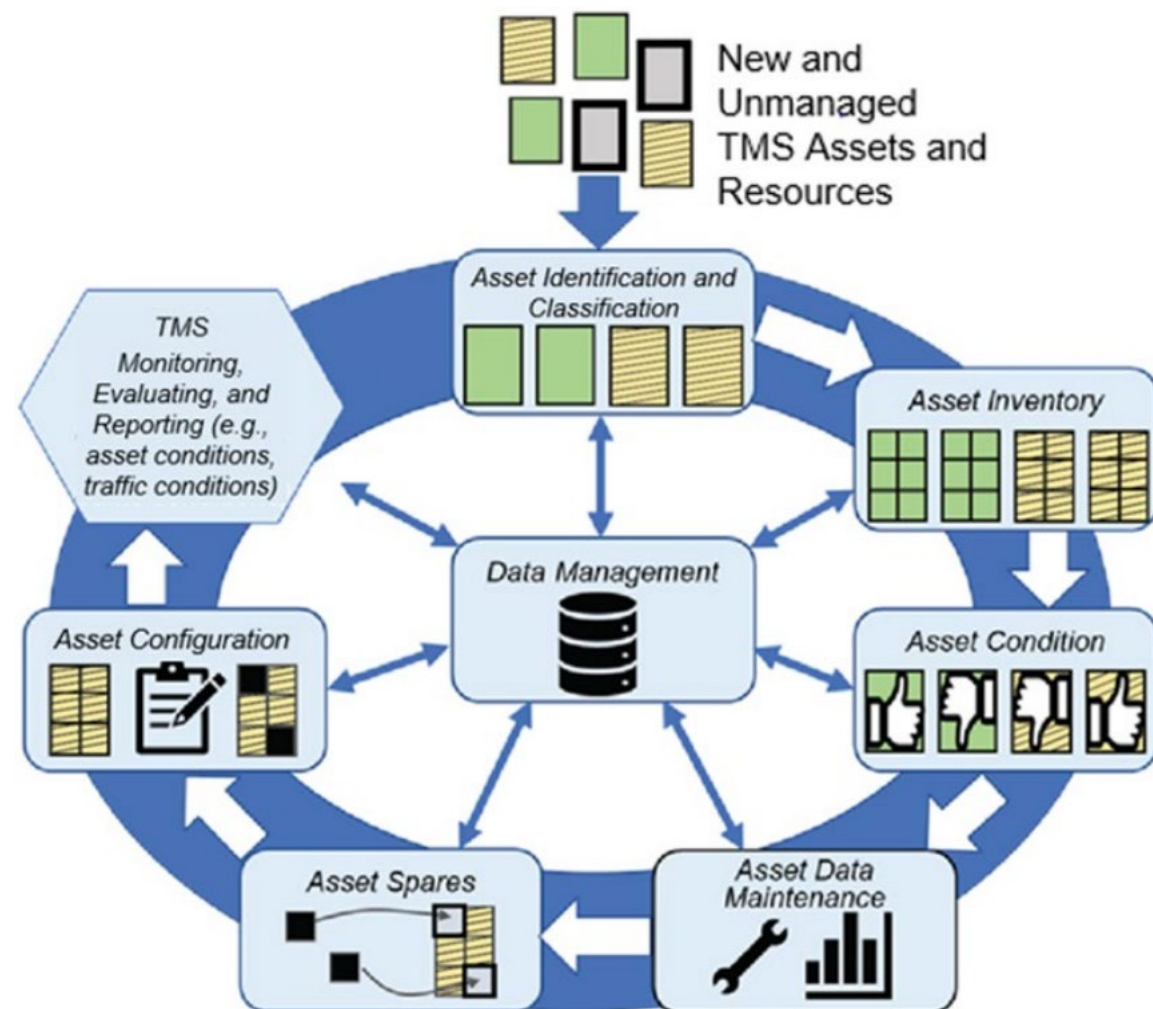 New and
Unmanaged
TMS Assets and
Resources
Asset Identification and
Classification
TMS
Monitoring,
Evaluating, and
Reporting (e.g.,
asset conditions,
traffic conditions)
Asset Inventory
Data Management
Asset Configuration
Asset Condition
Asset Spares
Asset Data
Maintenance